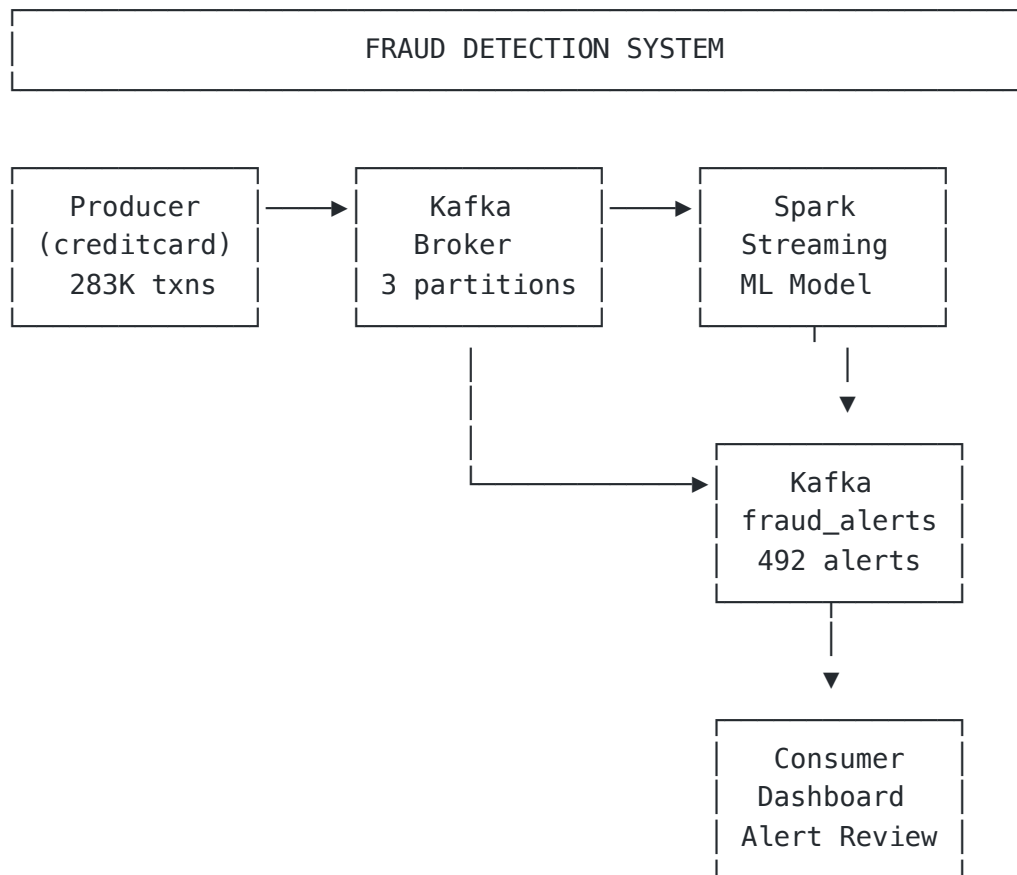 FRAUD DETECTION SYSTEM
Producer
(creditcard)
283K txns
Kafka
Broker
3 partitions
Spark
Streaming
ML Model
Kafka
fraud_alerts
492 alerts
Consumer
Dashboard
Alert Review